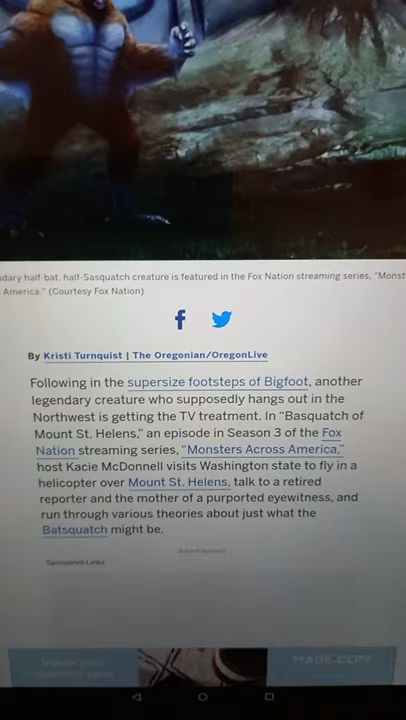 half-bat, half-Sasquatch creature is featured in the Fox Nation streaming series, "Monst
America." (Courtesy Fox Nation)
f
By Kristi Turnquist | The Oregonian/OregonLive
Following in the supersize footsteps of Bigfoot, another
legendary creature who supposedly hangs out in the
Northwest is getting the TV treatment. In “Basquatch of
Mount St. Helens,” an episode in Season 3 of the Fox
Nation streaming series, “Monsters Across America,”
host Kacie McDonnell visits Washington state to fly in a
helicopter over Mount St. Helens, talk to a retired
reporter and the mother of a purported eyewitness, and
run through various theories about just what the
Batsquatch might be.
Advertisement
Sponsored Links
MADE.COM